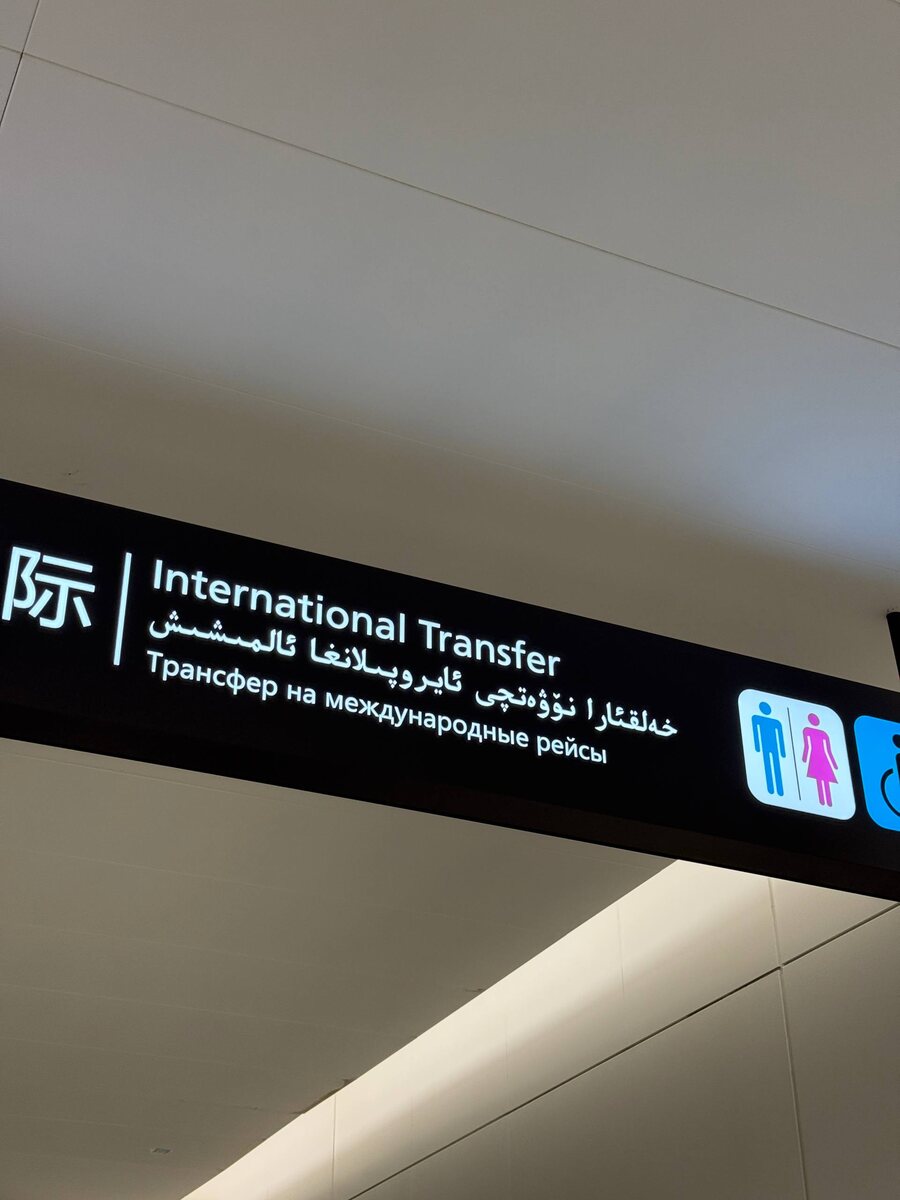 际
International Transfer
خەلقئارا نۆۋەتچى ئايروپىلانغا ئالمىشىش
Трансфер на международные рейсы